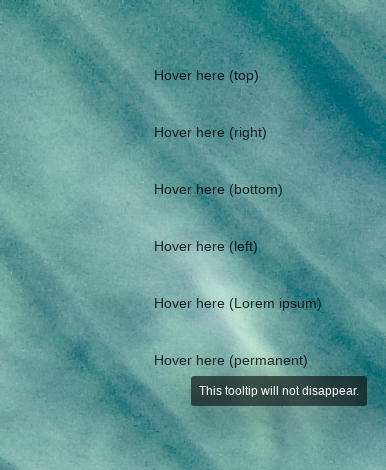 Hover here (top)
Hover here (right)
Hover here (bottom)
Hover here (left)
Hover here (Lorem ipsum)
Hover here (permanent)
This tooltip will not disappear.